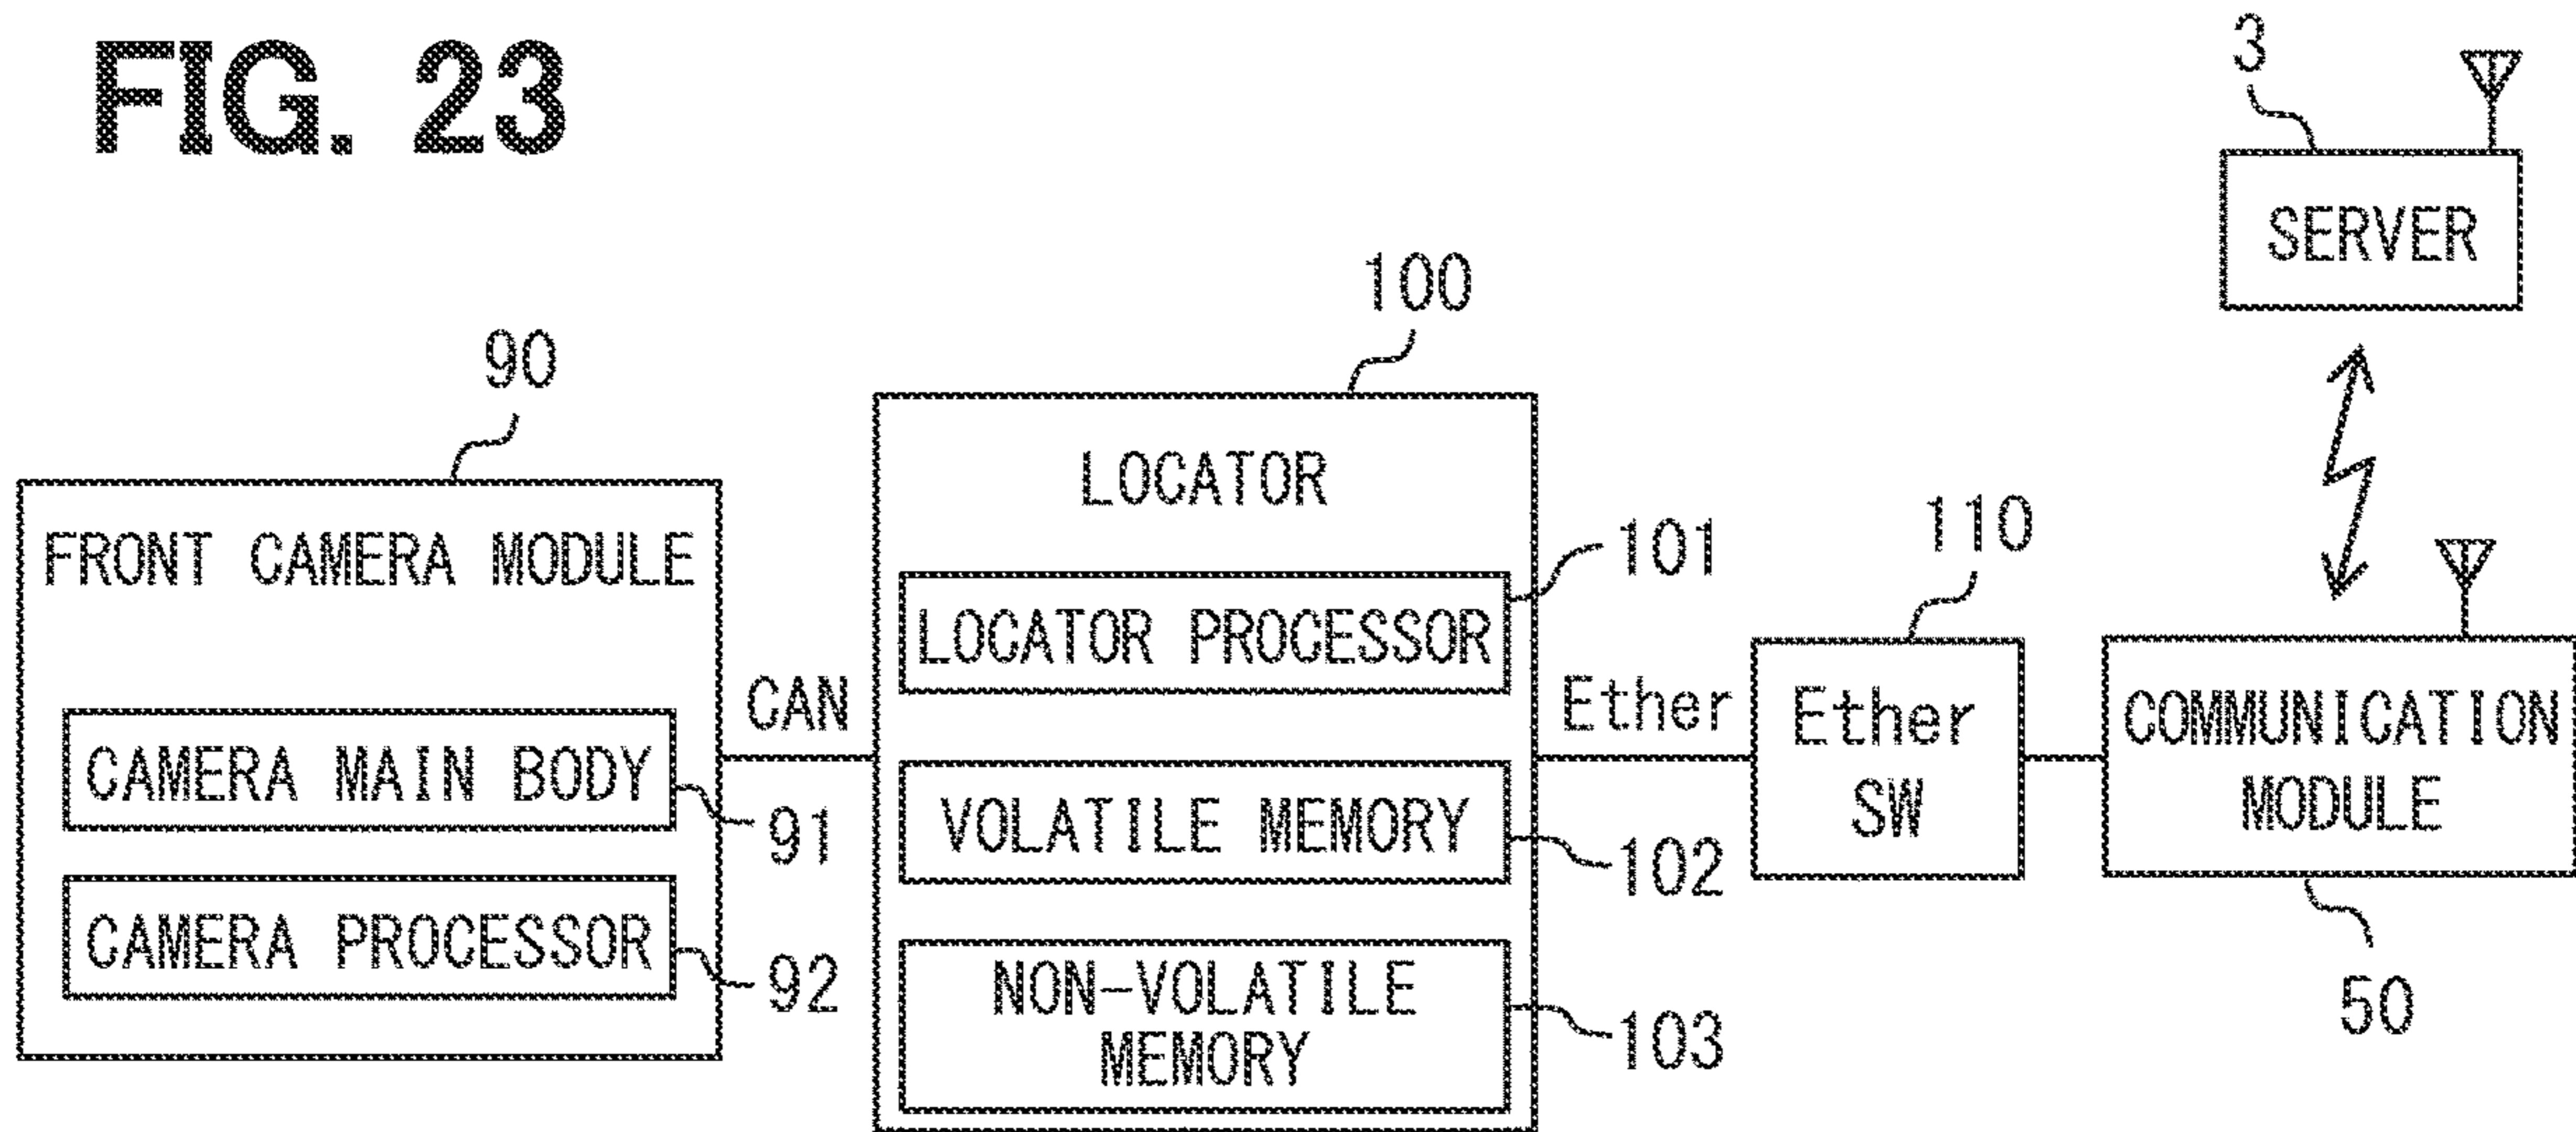 FIG. 23
3
SERVER
100
90
LOCATOR
110
FRONT CAMERA MODULE
101
LOCATOR PROCESSOR
CAN
Ether
Ether
SW
COMMUNICATION
MODULE
CAMERA MAIN BODY
91
VOLATILE MEMORY
102
CAMERA PROCESSOR
92
NON-VOLATILE
MEMORY
103
50